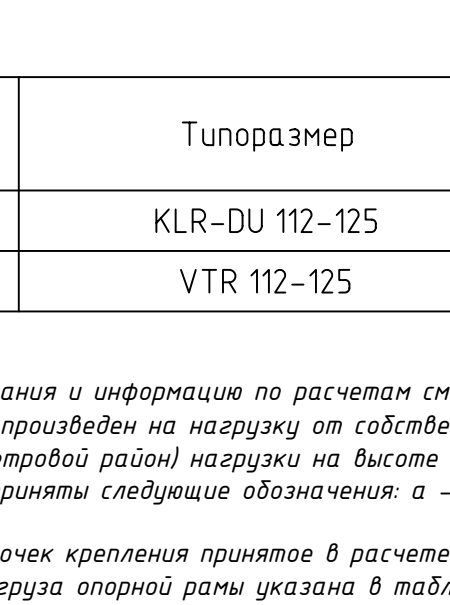 Типоразмер
KLR-DU 112-125
VTR 112-125
ания и информацию по расчетам см
произведен на нагрузку от собстве
тровой район) нагрузки на высоте
риняты следующие обозначения: а -
очек крепления принятое в расчете
груза опорной рамы указана в табл